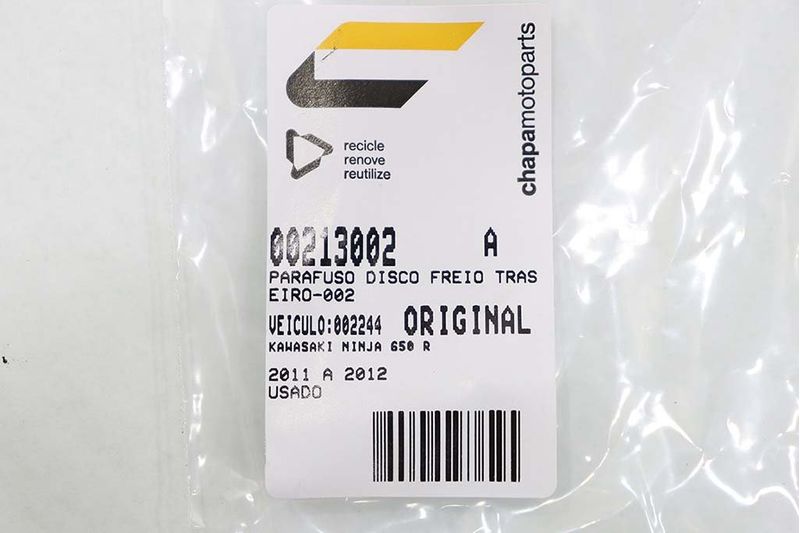 chapamotoparts
recicle
renove
reutilize
00213002 A
PARAFUSO DISCO FREIO TRAS
EIRO-002
VEICULO:002244 ORIGINAL
KAWASAKI NINJA 650 R
2011 A 2012
USADO